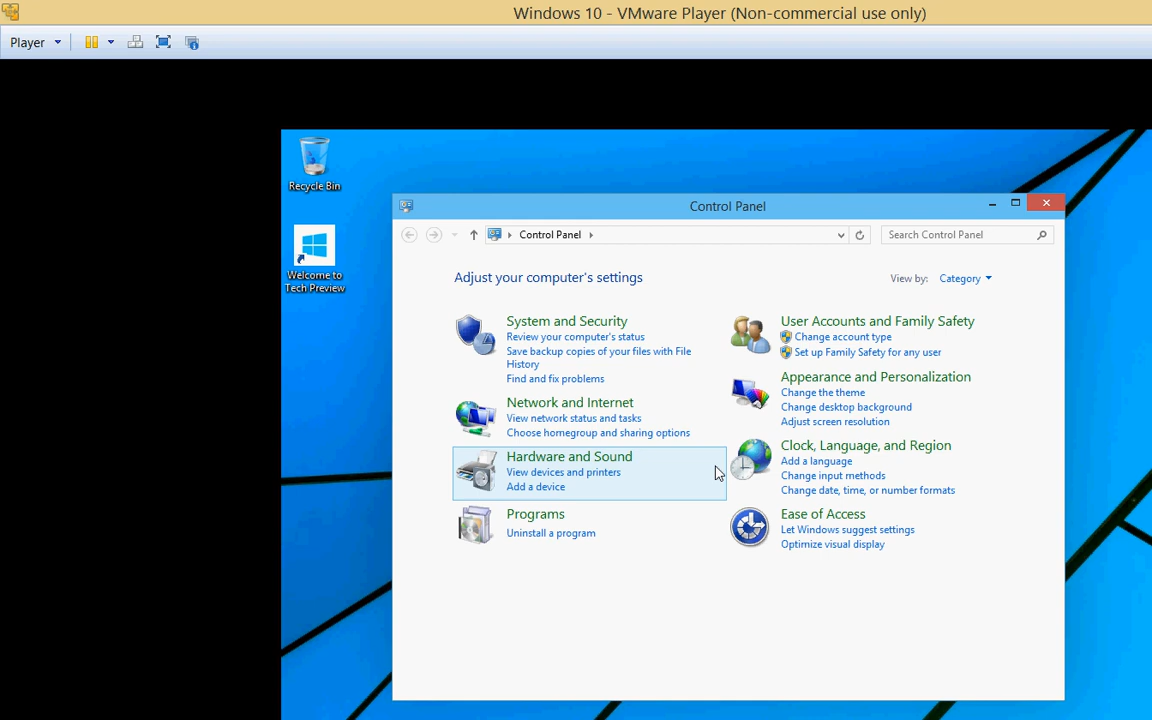 Windows 10 - VMware Player (Non-commercial use only)
Player
Recycle Bin
Welcome to
Tech Preview
Control Panel
Control Panel
Search Control Panel
Adjust your computer's settings
View by: Category
System and Security
Review your computer's status
Save backup copies of your files with File
History
Find and fix problems
Network and Internet
View network status and tasks
Choose homegroup and sharing options
Hardware and Sound
View devices and printers
Add a device
Programs
Uninstall a program
User Accounts and Family Safety
Change account type
Set up Family Safety for any user
Appearance and Personalization
Change the theme
Change desktop background
Adjust screen resolution
Clock, Language, and Region
Add a language
Change input methods
Change date, time, or number formats
Ease of Access
Let Windows suggest settings
Optimize visual display